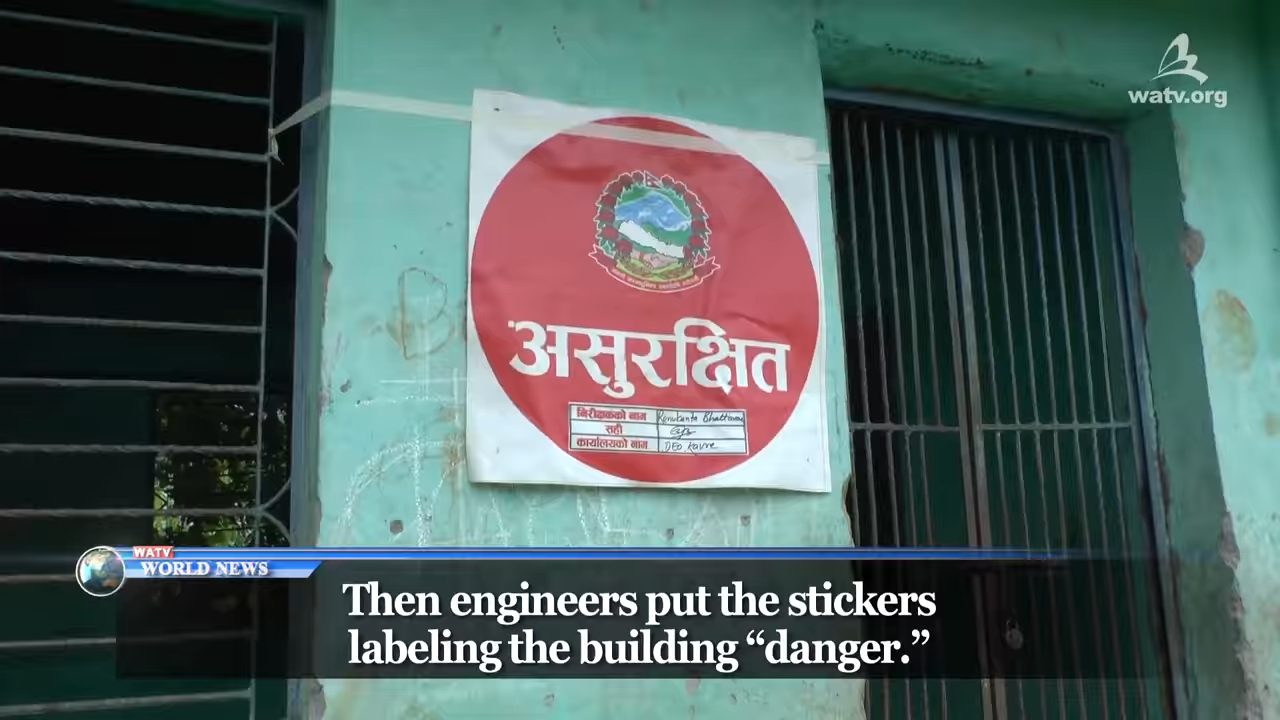 watv.org
असुरक्षित
निरीक्षकको नाम
सही
कार्यालयको नाम DEO Kavre
WATV
WORLD NEWS
Then engineers put the stickers
labeling the building “danger.”